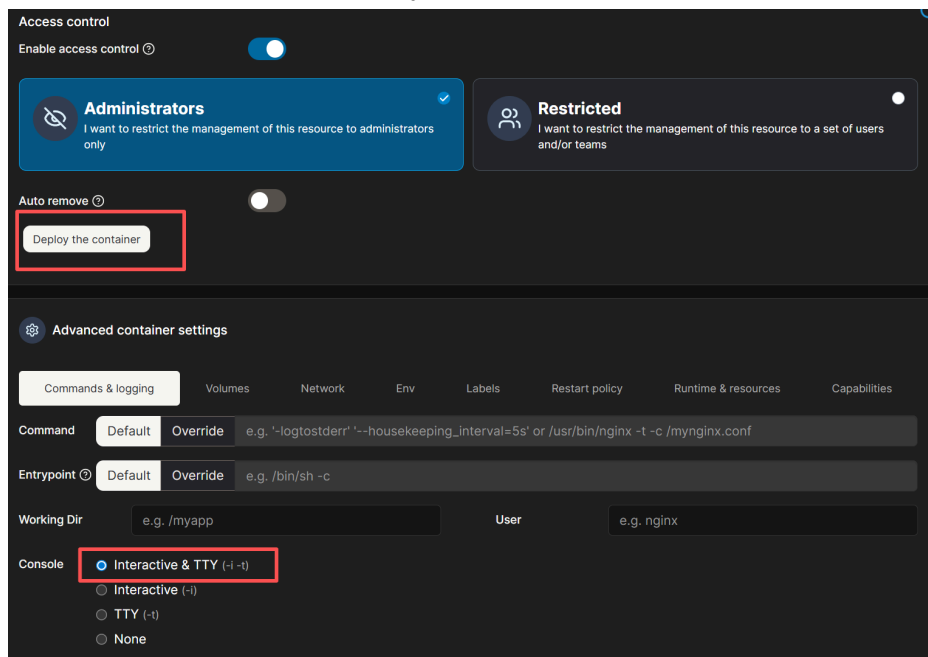 Access control
Enable access control
Administrators
I want to restrict the management of this resource to administrators
only
Restricted
I want to restrict the management of this resource to a set of users
and/or teams
Auto remove
Deploy the container
Advanced container settings
Commands & logging Volumes Network Env Labels Restart policy Runtime & resources Capabilities
Command Default Override e.g. '-logtostderr' '--housekeeping_interval=5s' or /usr/bin/nginx -t -c /mynginx.conf
Entrypoint Default Override e.g. /bin/sh -c
Working Dir e.g. /myapp User e.g. nginx
Console Interactive & TTY (-i -t)
Interactive (-i)
TTY (-t)
None